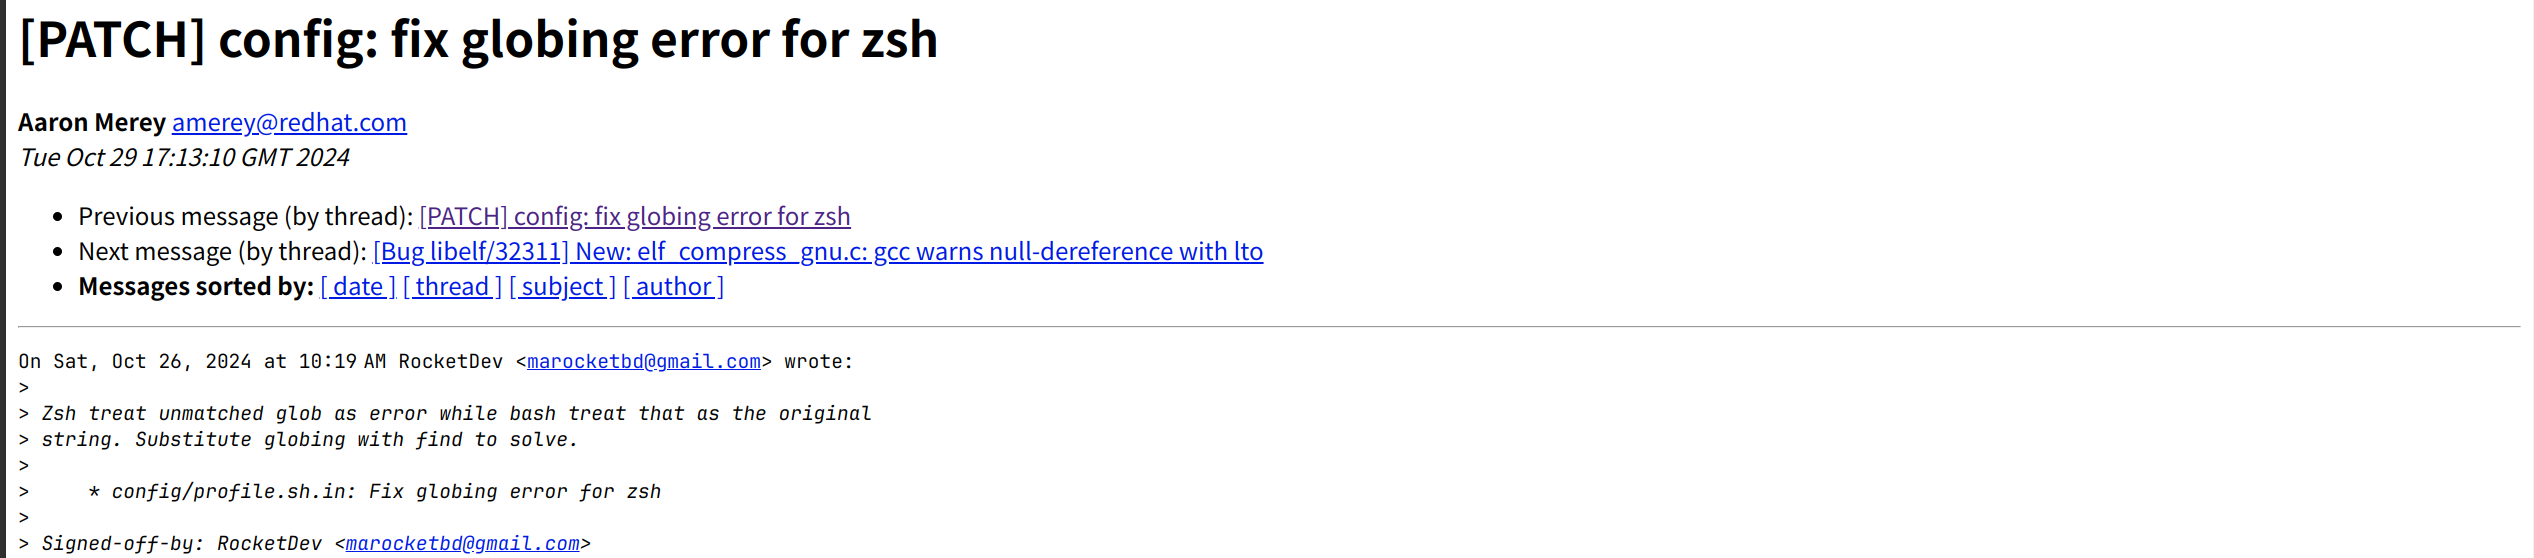 [PATCH] config: fix globing error for zsh
Aaron Merey amerey@redhat.com
Tue Oct 29 17:13:10 GMT 2024
• Previous message (by thread): [PATCH] config: fix globing error for zsh
• Next message (by thread): [Bug libelf/32311] New: elf_compress_gnu.c: gcc warns null-dereference with lto
• Messages sorted by: [ date ] [ thread ] [ subject ] [ author ]
On Sat, Oct 26, 2024 at 10:19 AM RocketDev <marocketbd@gmail.com> wrote:
>
> Zsh treat unmatched glob as error while bash treat that as the original
> string. Substitute globing with find to solve.
>
>     * config/profile.sh.in: Fix globing error for zsh
>
> Signed-off-by: RocketDev <marocketbd@gmail.com>